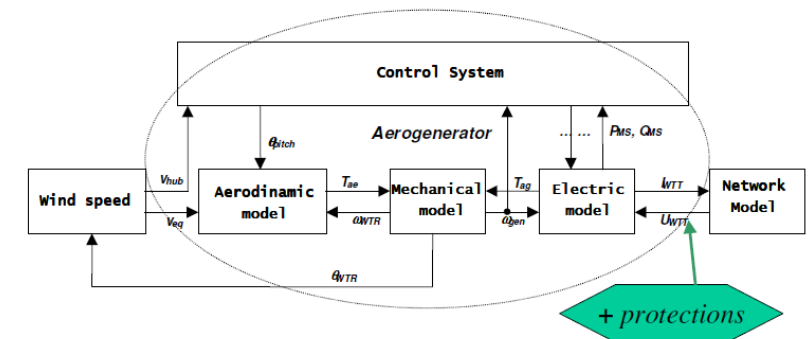 Control System
Aerogenerator
... ...
PMS, QMS
θpitch
vhub
Wind speed
veq
Aerodinamic
model
Tae
ωWTR
Mechanical
model
Tag
ωgen
Electric
model
IWTT
UWTT
Network
Model
θWTR
+ protections